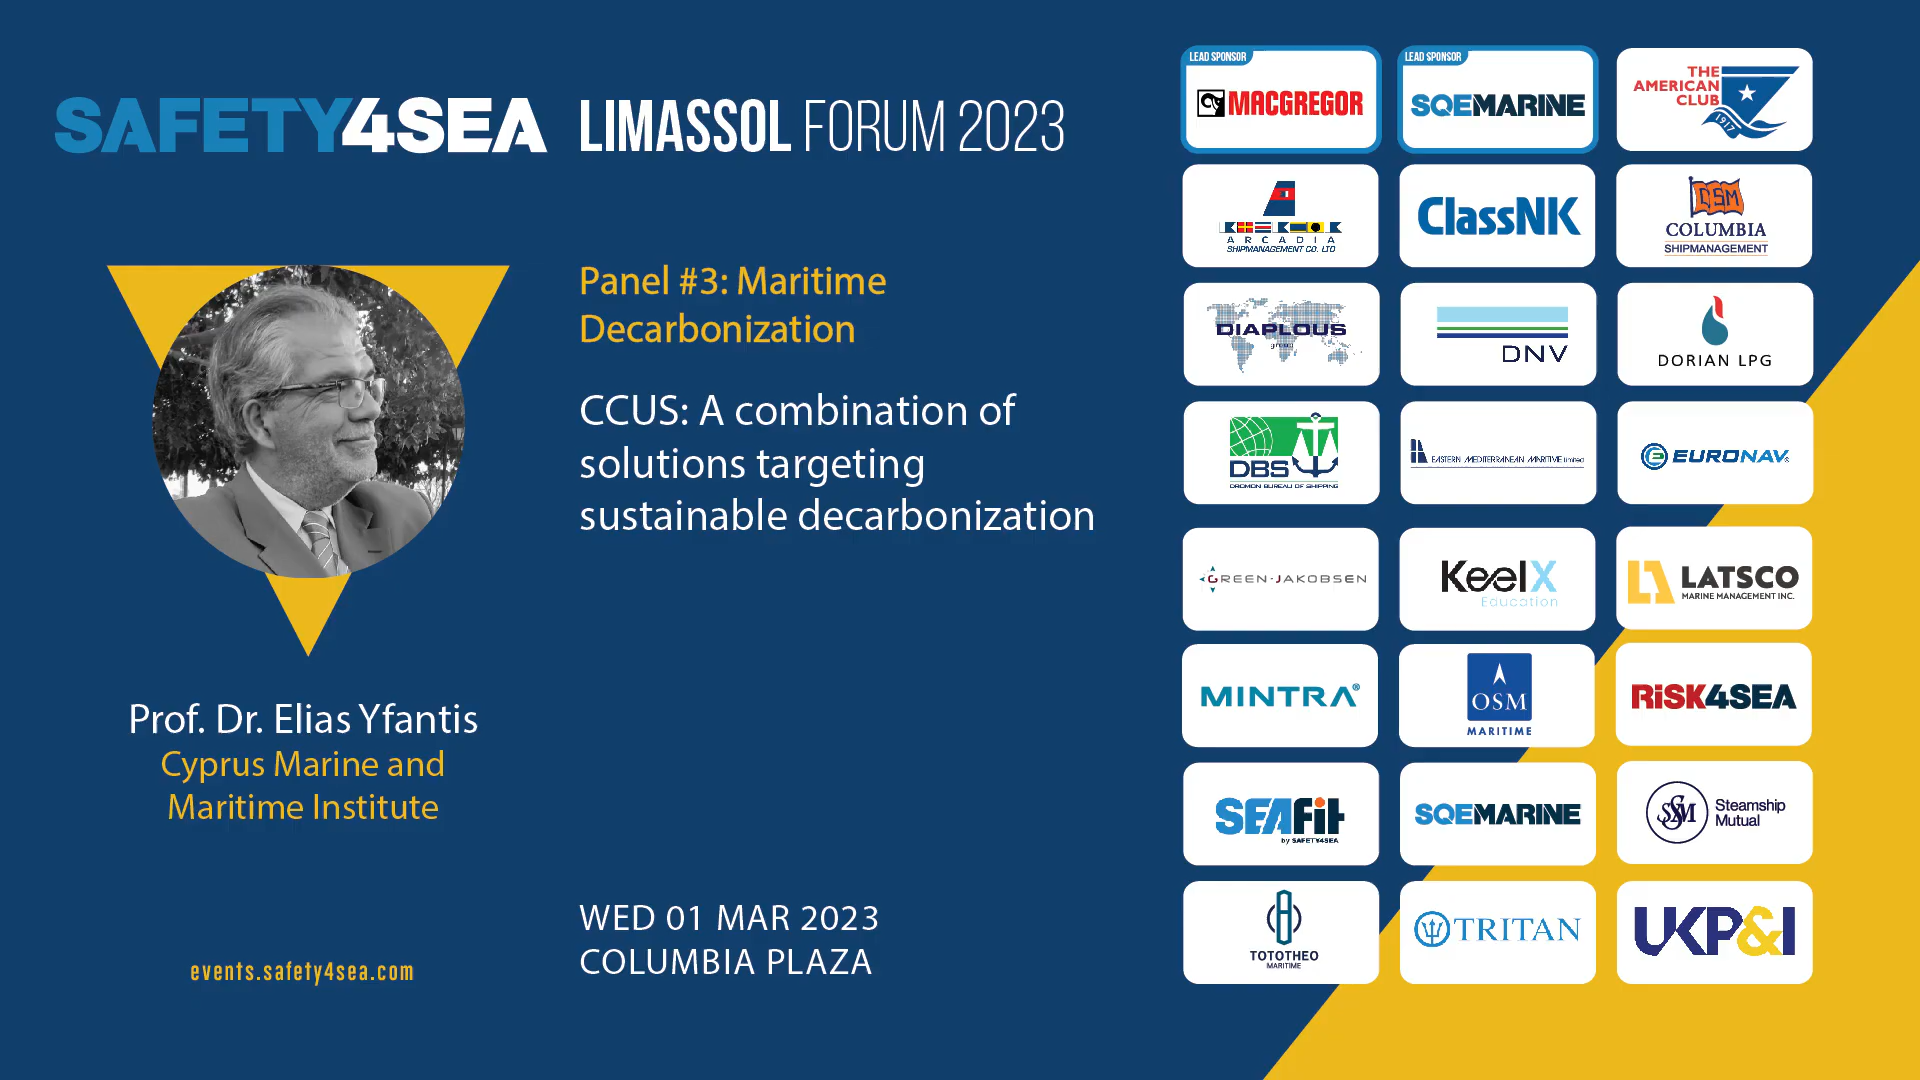 SAFETY4SEA LIMASSOL FORUM 2023
Panel #3: Maritime
Decarbonization
CCUS: A combination of
solutions targeting
sustainable decarbonization
Prof. Dr. Elias Yfantis
Cyprus Marine and
Maritime Institute
WED 01 MAR 2023
COLUMBIA PLAZA
events.safety4sea.com
LEAD SPONSOR
MACGREGOR
LEAD SPONSOR
SQEMARINE
THE
AMERICAN
CLUB
1917
ARCADIA
SHIPMANAGEMENT CO. LTD
ClassNK
CSM
COLUMBIA
SHIPMANAGEMENT
DIAPLOUS
group
DNV
DORIAN LPG
DBS
DROMON BUREAU OF SHIPPING
EASTERN MEDITERRANEAN MARITIME limited
EURONAV
GREEN·JAKOBSEN
KeelX
Education
LATSCO
MARINE MANAGEMENT INC.
MINTRA®
OSM
MARITIME
RiSK4SEA
SEAFit
by SAFETY4SEA
SQEMARINE
SSM
Steamship
Mutual
TOTOTHEO
MARITIME
TRITAN
UKP&I